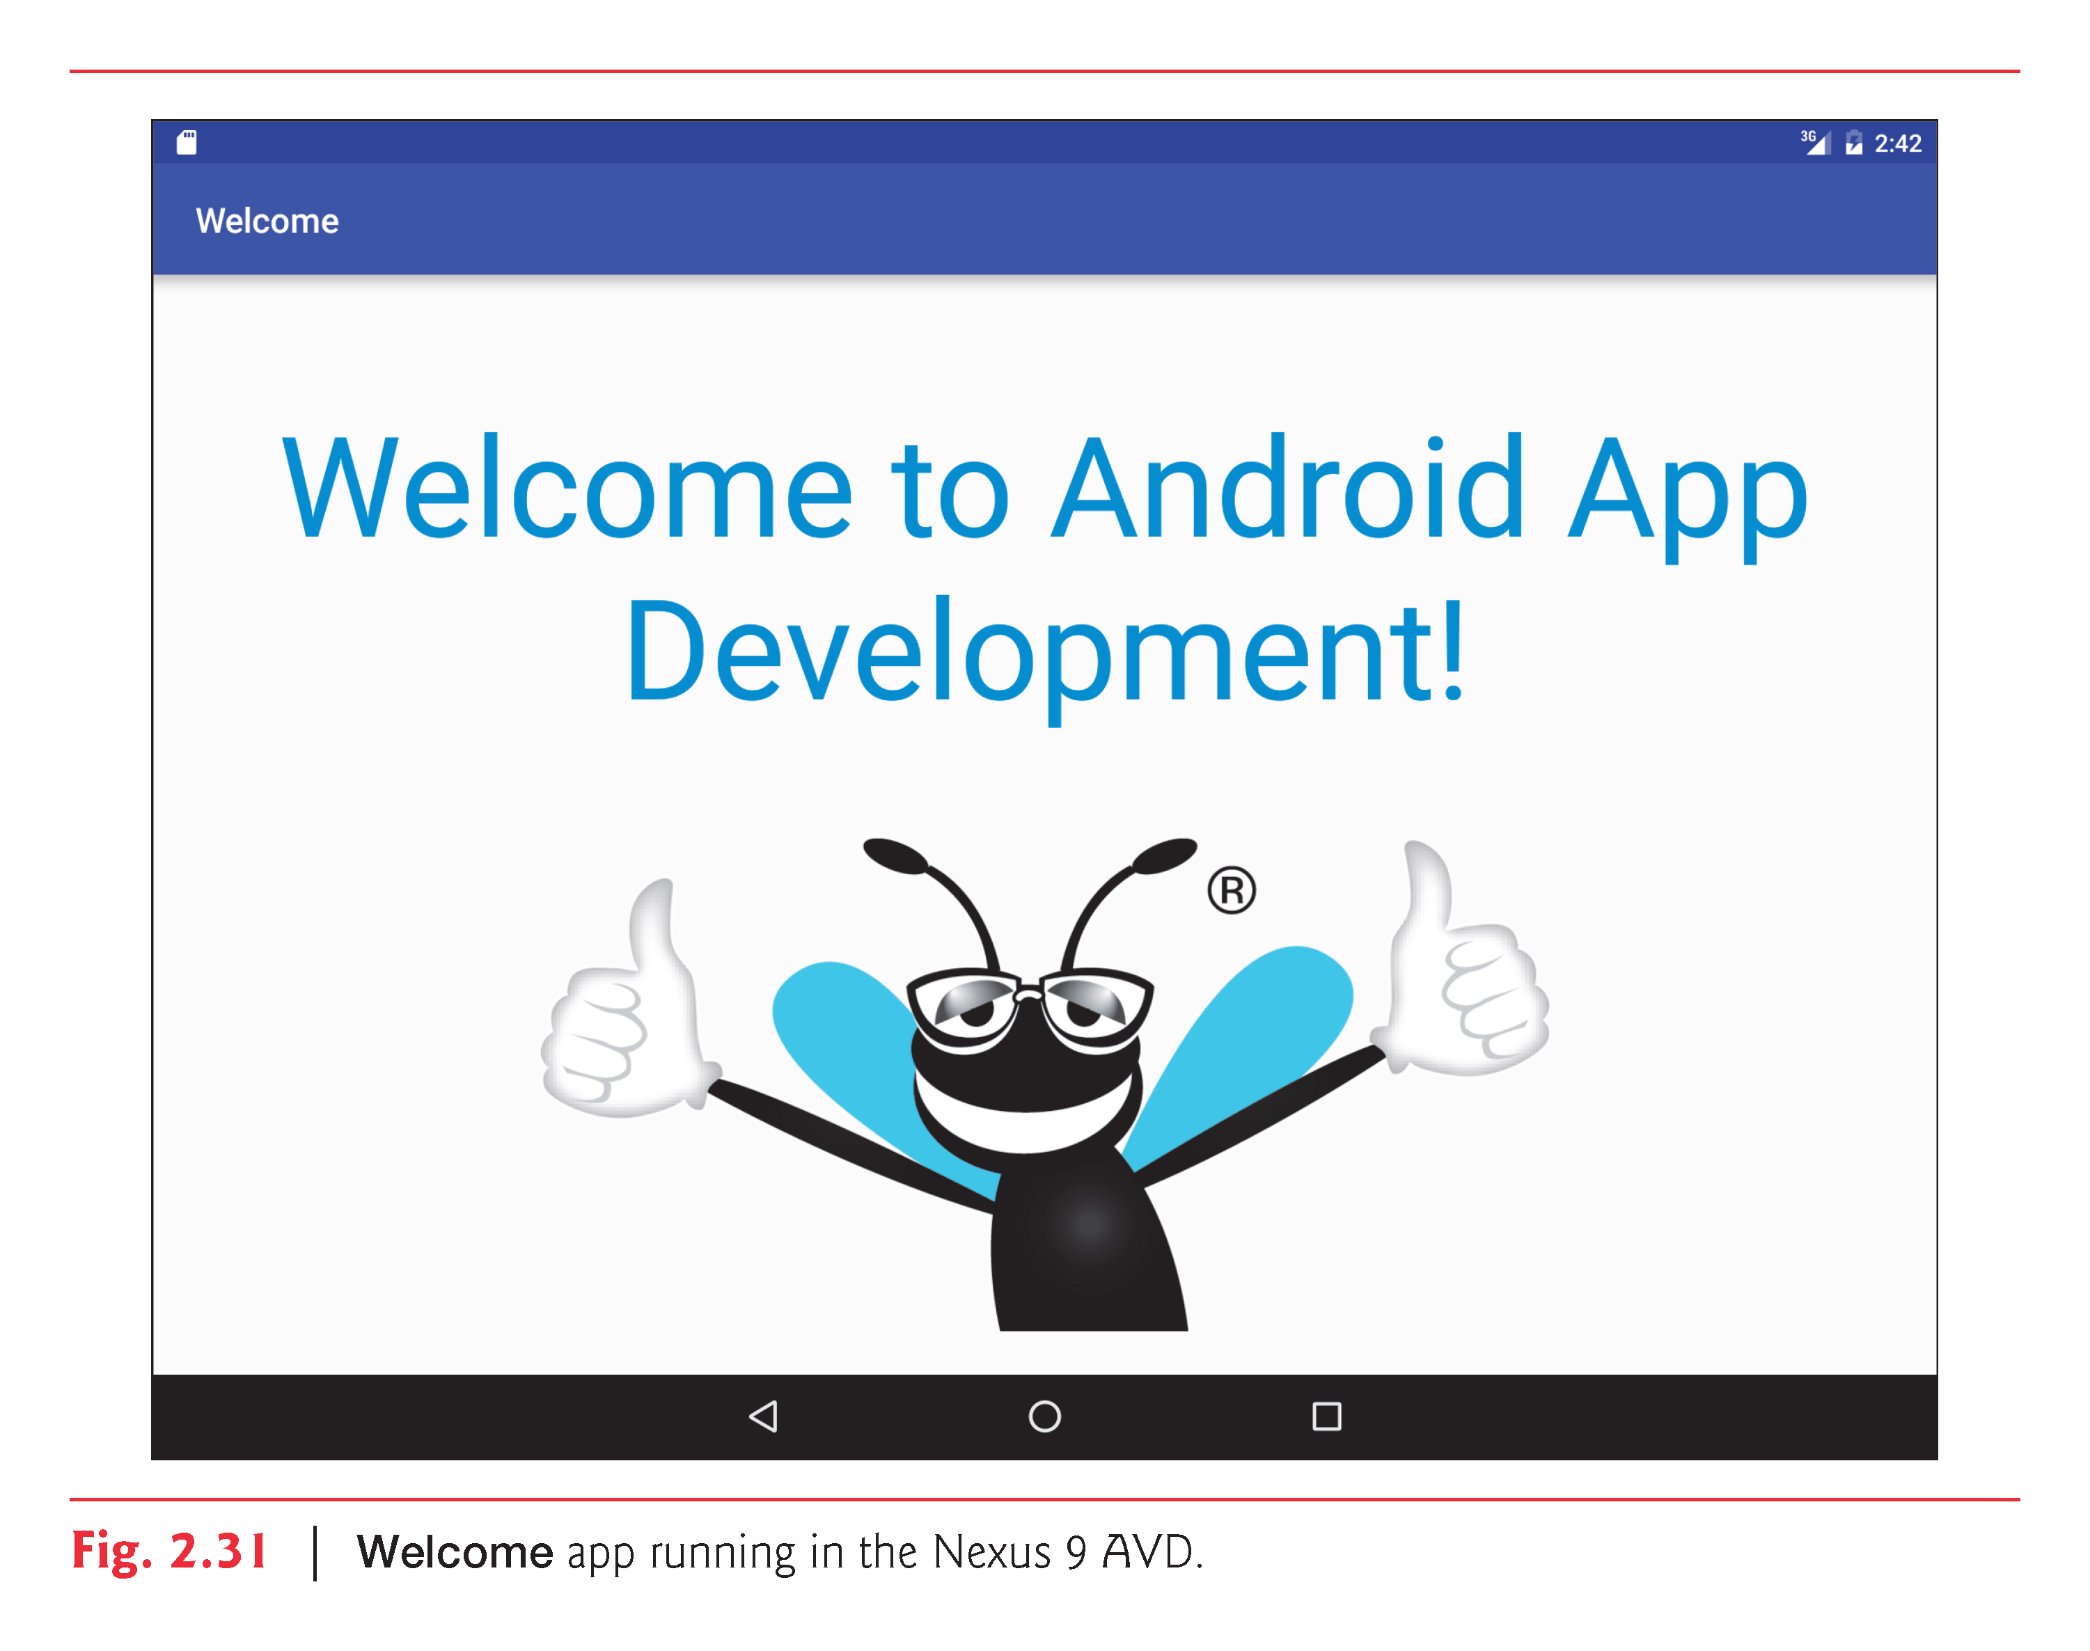 3G 2:42
Welcome
Welcome to Android App
Development!
®
Fig. 2.31 | Welcome app running in the Nexus 9 AVD.